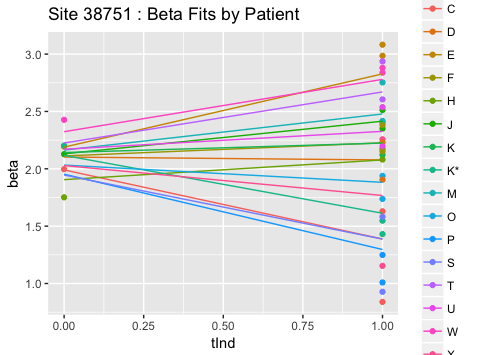 Site 38751 : Beta Fits by Patient
beta
3.0
2.5
2.0
1.5
1.0
0.00 0.25 0.50 0.75 1.00
tInd
C
D
E
F
H
J
K
K*
M
O
P
S
T
U
W